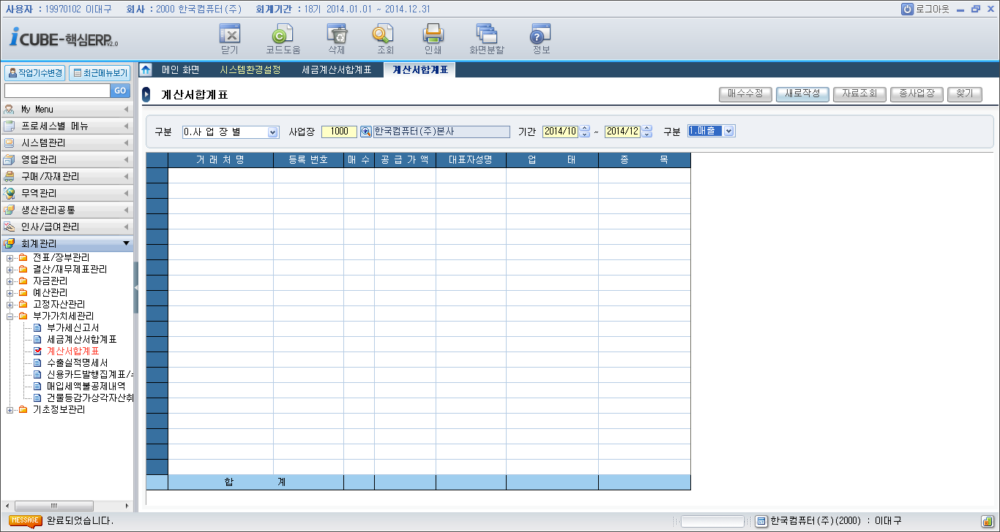 사용자 : 19970102 이대구 회사 : 2000 한국컴퓨터(주) 회계기간 : 18기 2014.01.01 ~ 2014.12.31 로그아웃
iCUBE-핵심ERP v2.0
닫기 코드도움 삭제 조회 인쇄 화면분할 정보
작업기수변경 최근메뉴보기
GO
메인 화면 시스템환경설정 세금계산서합계표 계산서합계표
계산서합계표
매수수정 새로작성 자료조회 종사업장 찾기
구분 0.사 업 장 별 사업장 1000 한국컴퓨터(주)본사 기간 2014/10 ~ 2014/12 구분 1.매출
거 래 처 명 등록 번호 매 수 공 급 가 액 대표자성명 업 태 종 목
합 계
My Menu
프로세스별 메뉴
시스템관리
영업관리
구매/자재관리
무역관리
생산관리공통
인사/급여관리
회계관리
전표/장부관리
결산/재무제표관리
자금관리
예산관리
고정자산관리
부가가치세관리
부가세신고서
세금계산서합계표
계산서합계표
수출실적명세서
신용카드발행집계표/
매입세액불공제내역
건물등감가상각자산취
기초정보관리
MESSAGE 완료되었습니다.
한국컴퓨터(주)(2000) : 이대구